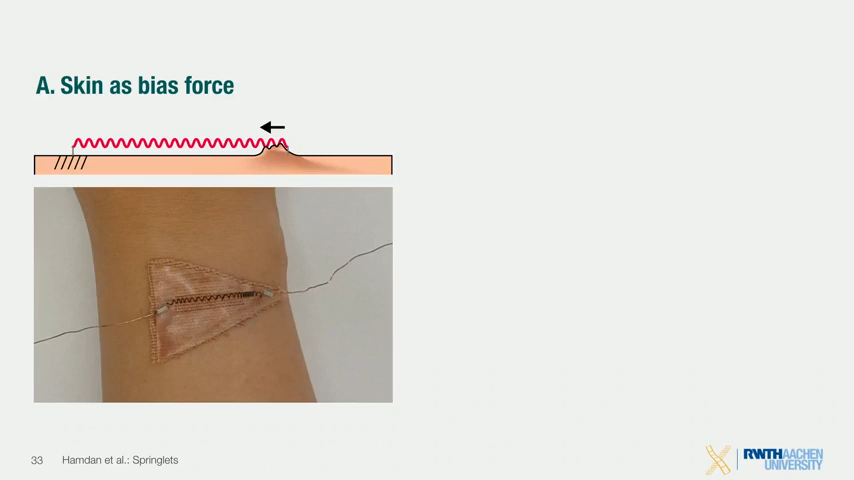 A. Skin as bias force
33 Hamdan et al.: Springlets
RWTHAACHEN
UNIVERSITY